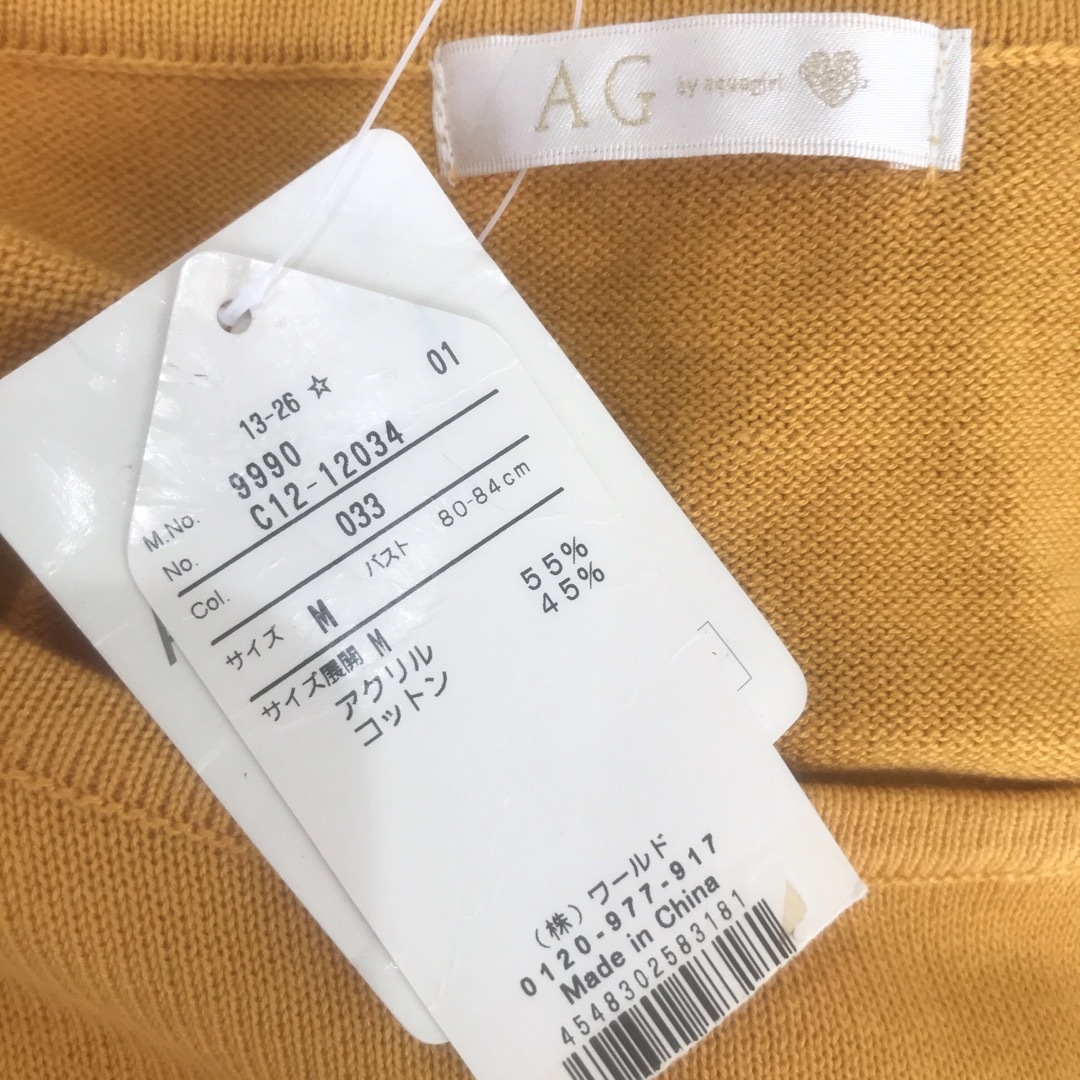 AG by aquagirl
13-26 ☆ 01
9990
M.No. C12-12034
No. 033
Col. バスト 80-84cm
サイズ M
サイズ展開 M
アクリル 55%
コットン 45%
(株)ワールド
0120-977-917
Made in China
4548302583181